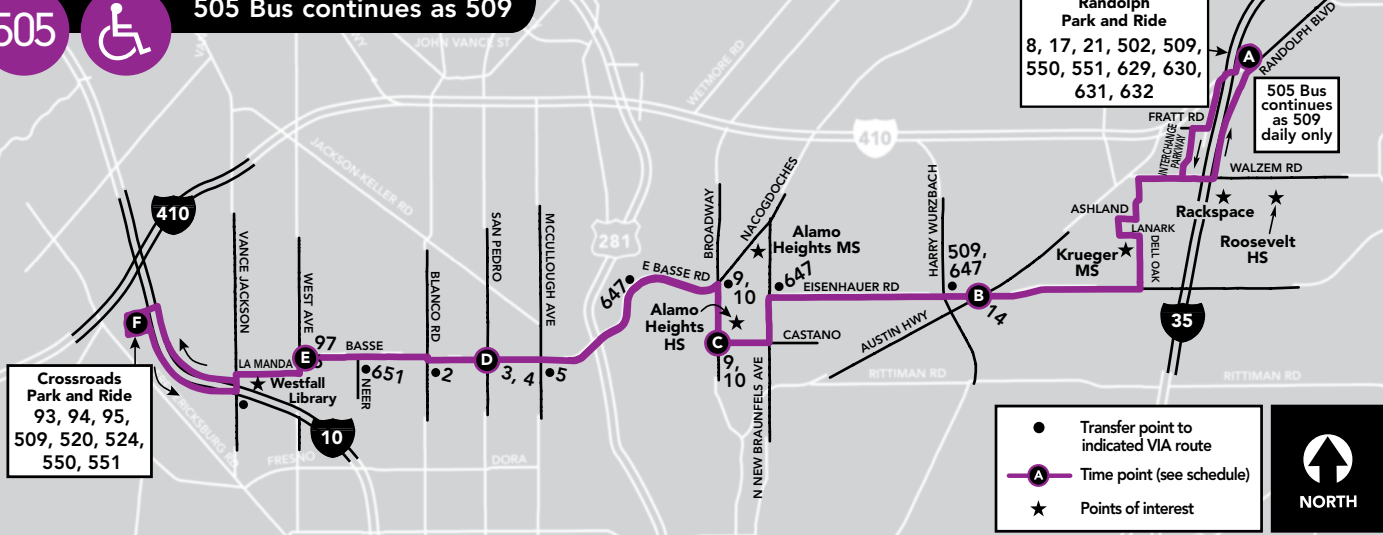 505
505 Bus continues as 509
JOHN VANCE ST
WETMORE RD
JACKSON-KELLER RD
410
410
281
Randolph
Park and Ride
8, 17, 21, 502, 509,
550, 551, 629, 630,
631, 632
A
RANDOLPH BLVD
505 Bus
continues
as 509
daily only
FRATT RD
INTERCHANGE
PARKWAY
WALZEM RD
Rackspace
Roosevelt
HS
ASHLAND
LANARK
DELL OAK
Krueger
MS
35
HARRY WURZBACH
509,
647
B
14
EISENHAUER RD
AUSTIN HWY
RITTIMAN RD
RITTIMAN RD
NACOGDOCHES
Alamo
Heights MS
647
BROADWAY
9,
10
E BASSE RD
647
Alamo
Heights
HS
C
9,
10
CASTANO
N NEW BRAUNFELS AVE
MCCULLOUGH AVE
5
SAN PEDRO
D
3, 4
BLANCO RD
2
BASSE
651
NEER
WEST AVE
97
E
LA MANDA
Westfall
Library
VANCE JACKSON
10
FRESNO
DORA
F
Crossroads
Park and Ride
93, 94, 95,
509, 520, 524,
550, 551
Transfer point to
indicated VIA route
A
Time point (see schedule)
Points of interest
NORTH